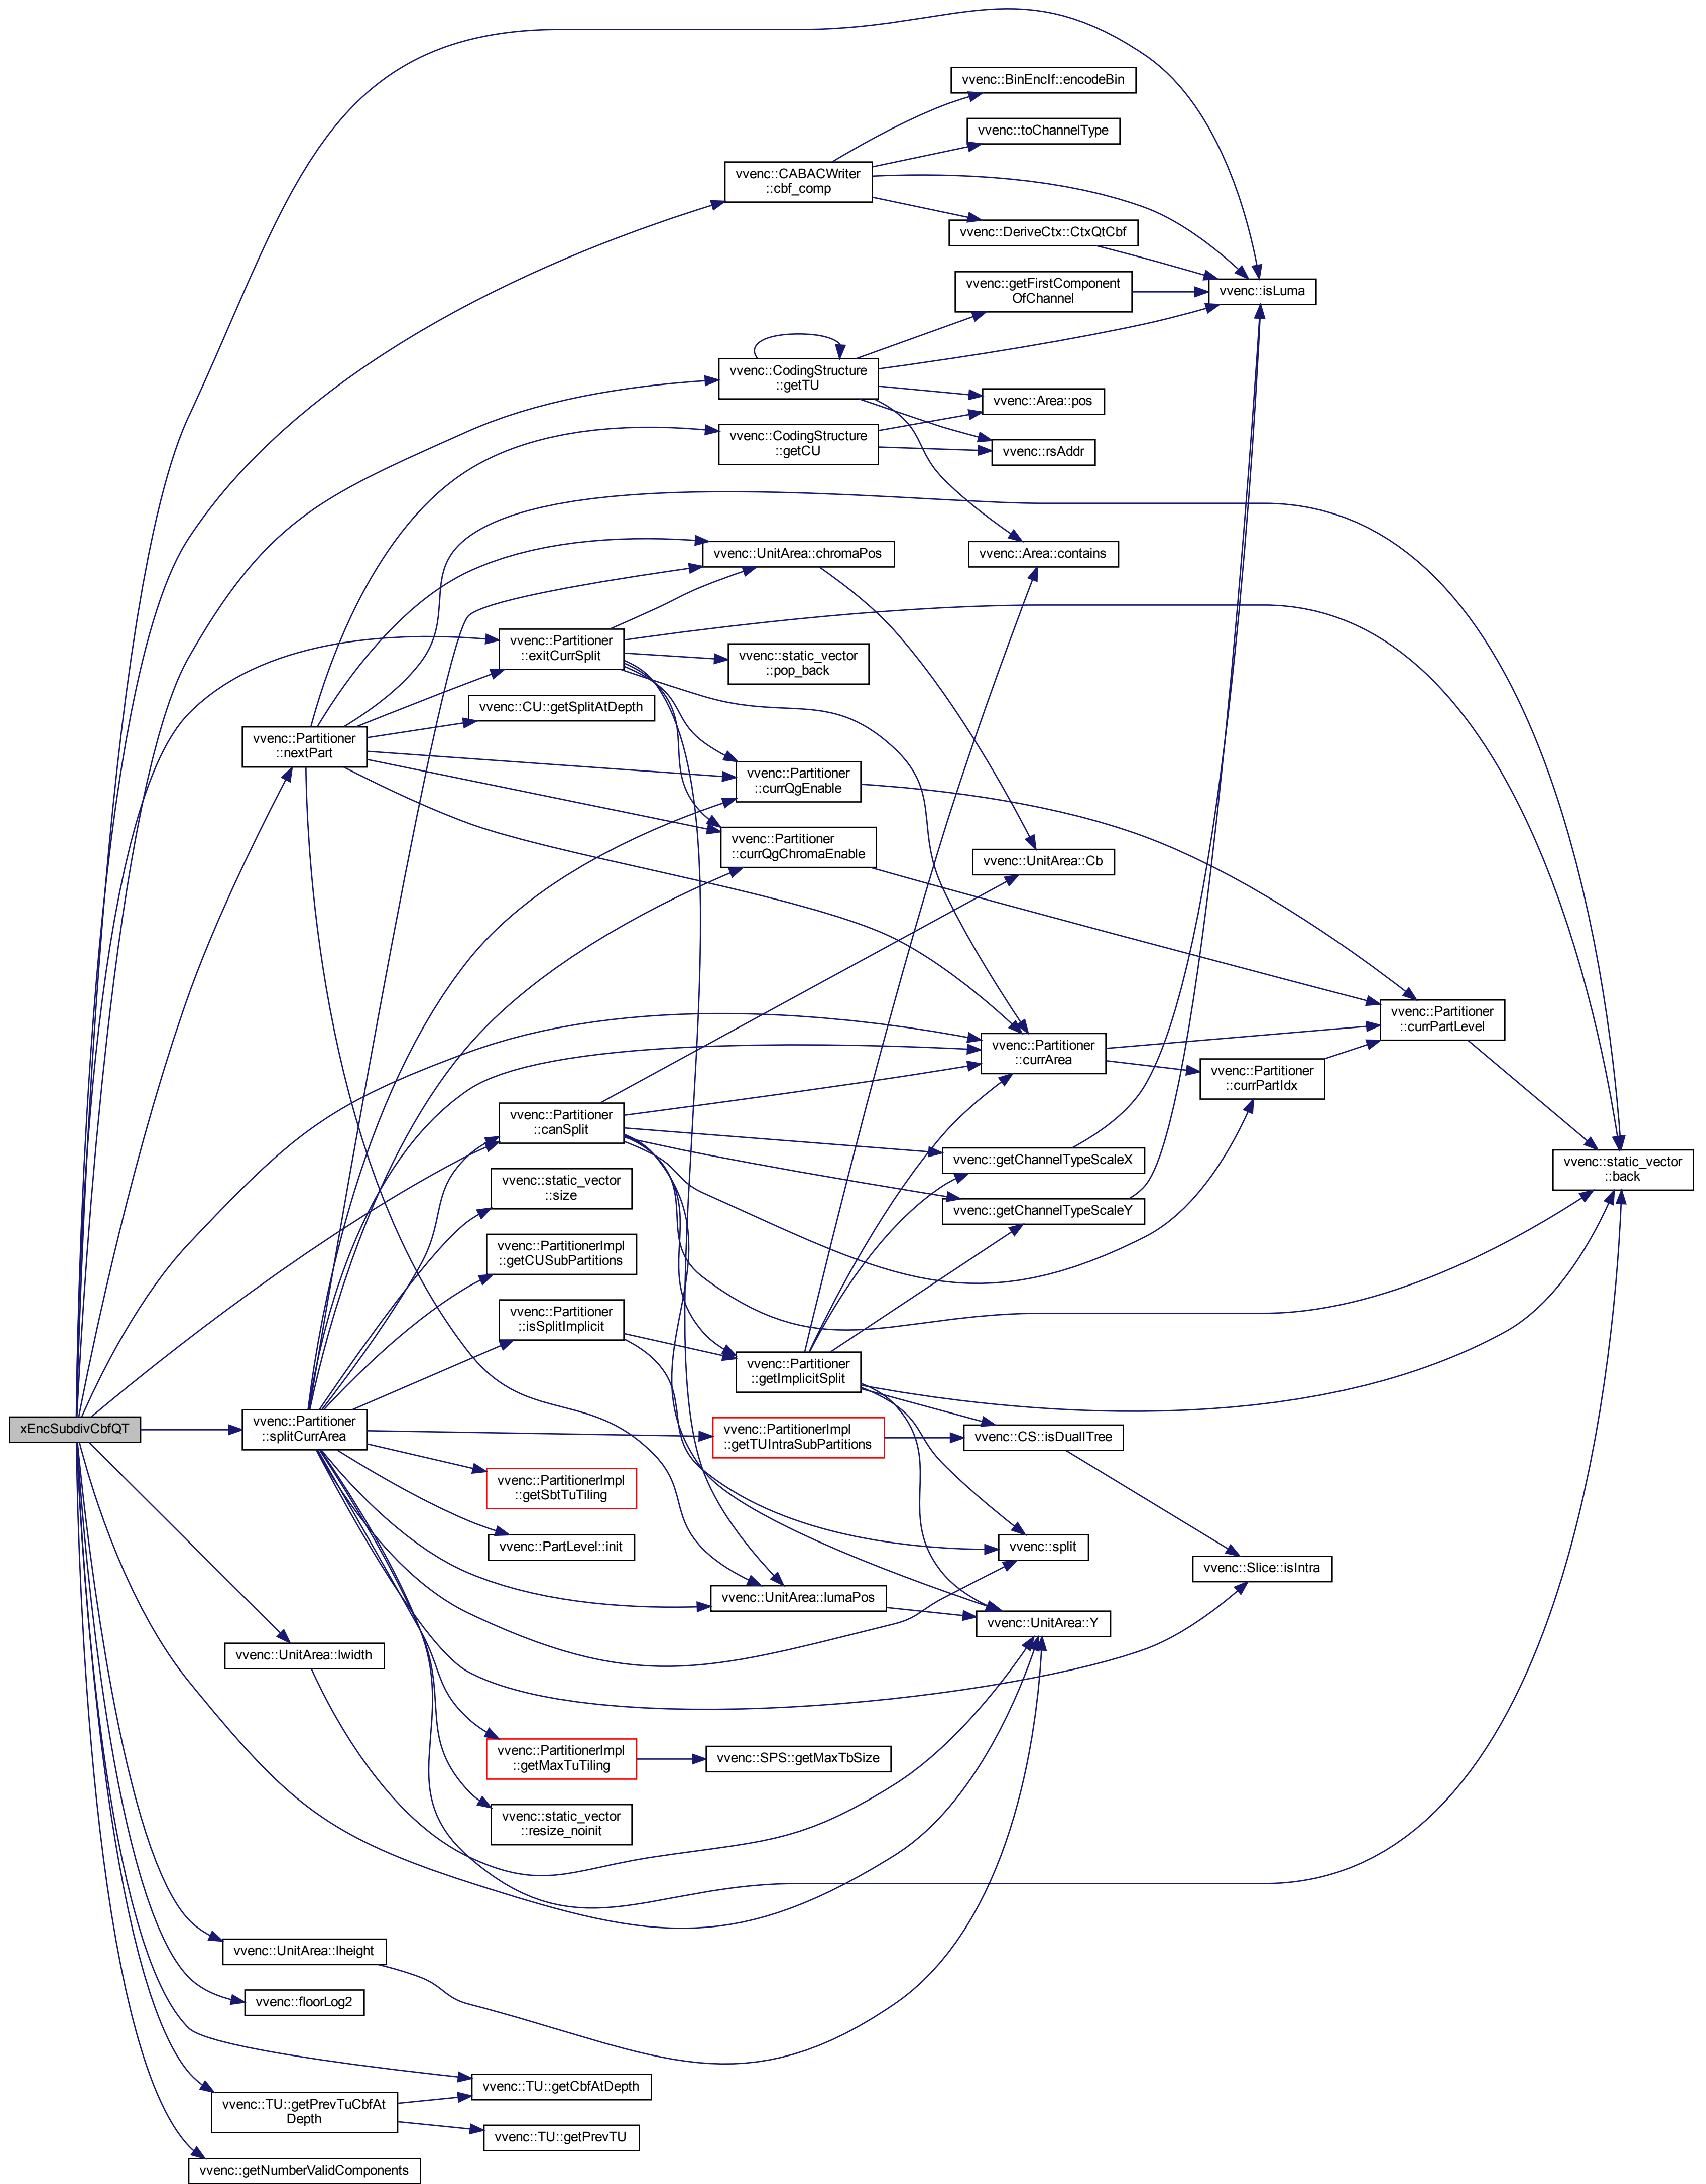 vvenc::BinEncIf::encodeBin
vvenc::toChannelType
vvenc::CABACWriter
::cbf_comp
vvenc::DeriveCtx::CtxQtCbf
vvenc::getFirstComponent
OfChannel
vvenc::isLuma
vvenc::CodingStructure
::getTU
vvenc::Area::pos
vvenc::CodingStructure
::getCU
vvenc::rsAddr
vvenc::UnitArea::chromaPos
vvenc::Area::contains
vvenc::Partitioner
::exitCurrSplit
vvenc::static_vector
::pop_back
vvenc::CU::getSplitAtDepth
vvenc::Partitioner
::nextPart
vvenc::Partitioner
::currQgEnable
vvenc::Partitioner
::currQgChromaEnable
vvenc::UnitArea::Cb
vvenc::Partitioner
::currPartLevel
vvenc::Partitioner
::currArea
vvenc::Partitioner
::currPartIdx
vvenc::Partitioner
::canSplit
vvenc::getChannelTypeScaleX
vvenc::static_vector
::back
vvenc::static_vector
::size
vvenc::getChannelTypeScaleY
vvenc::PartitionerImpl
::getCUSubPartitions
vvenc::Partitioner
::isSplitImplicit
vvenc::Partitioner
::getImplicitSplit
xEncSubdivCbfQT
vvenc::Partitioner
::splitCurrArea
vvenc::PartitionerImpl
::getTUIntraSubPartitions
vvenc::CS::isDualITree
vvenc::PartitionerImpl
::getSbtTuTiling
vvenc::PartLevel::init
vvenc::split
vvenc::Slice::isIntra
vvenc::UnitArea::lumaPos
vvenc::UnitArea::Y
vvenc::UnitArea::lwidth
vvenc::PartitionerImpl
::getMaxTuTiling
vvenc::SPS::getMaxTbSize
vvenc::static_vector
::resize_noinit
vvenc::UnitArea::lheight
vvenc::floorLog2
vvenc::TU::getCbfAtDepth
vvenc::TU::getPrevTuCbfAt
Depth
vvenc::TU::getPrevTU
vvenc::getNumberValidComponents